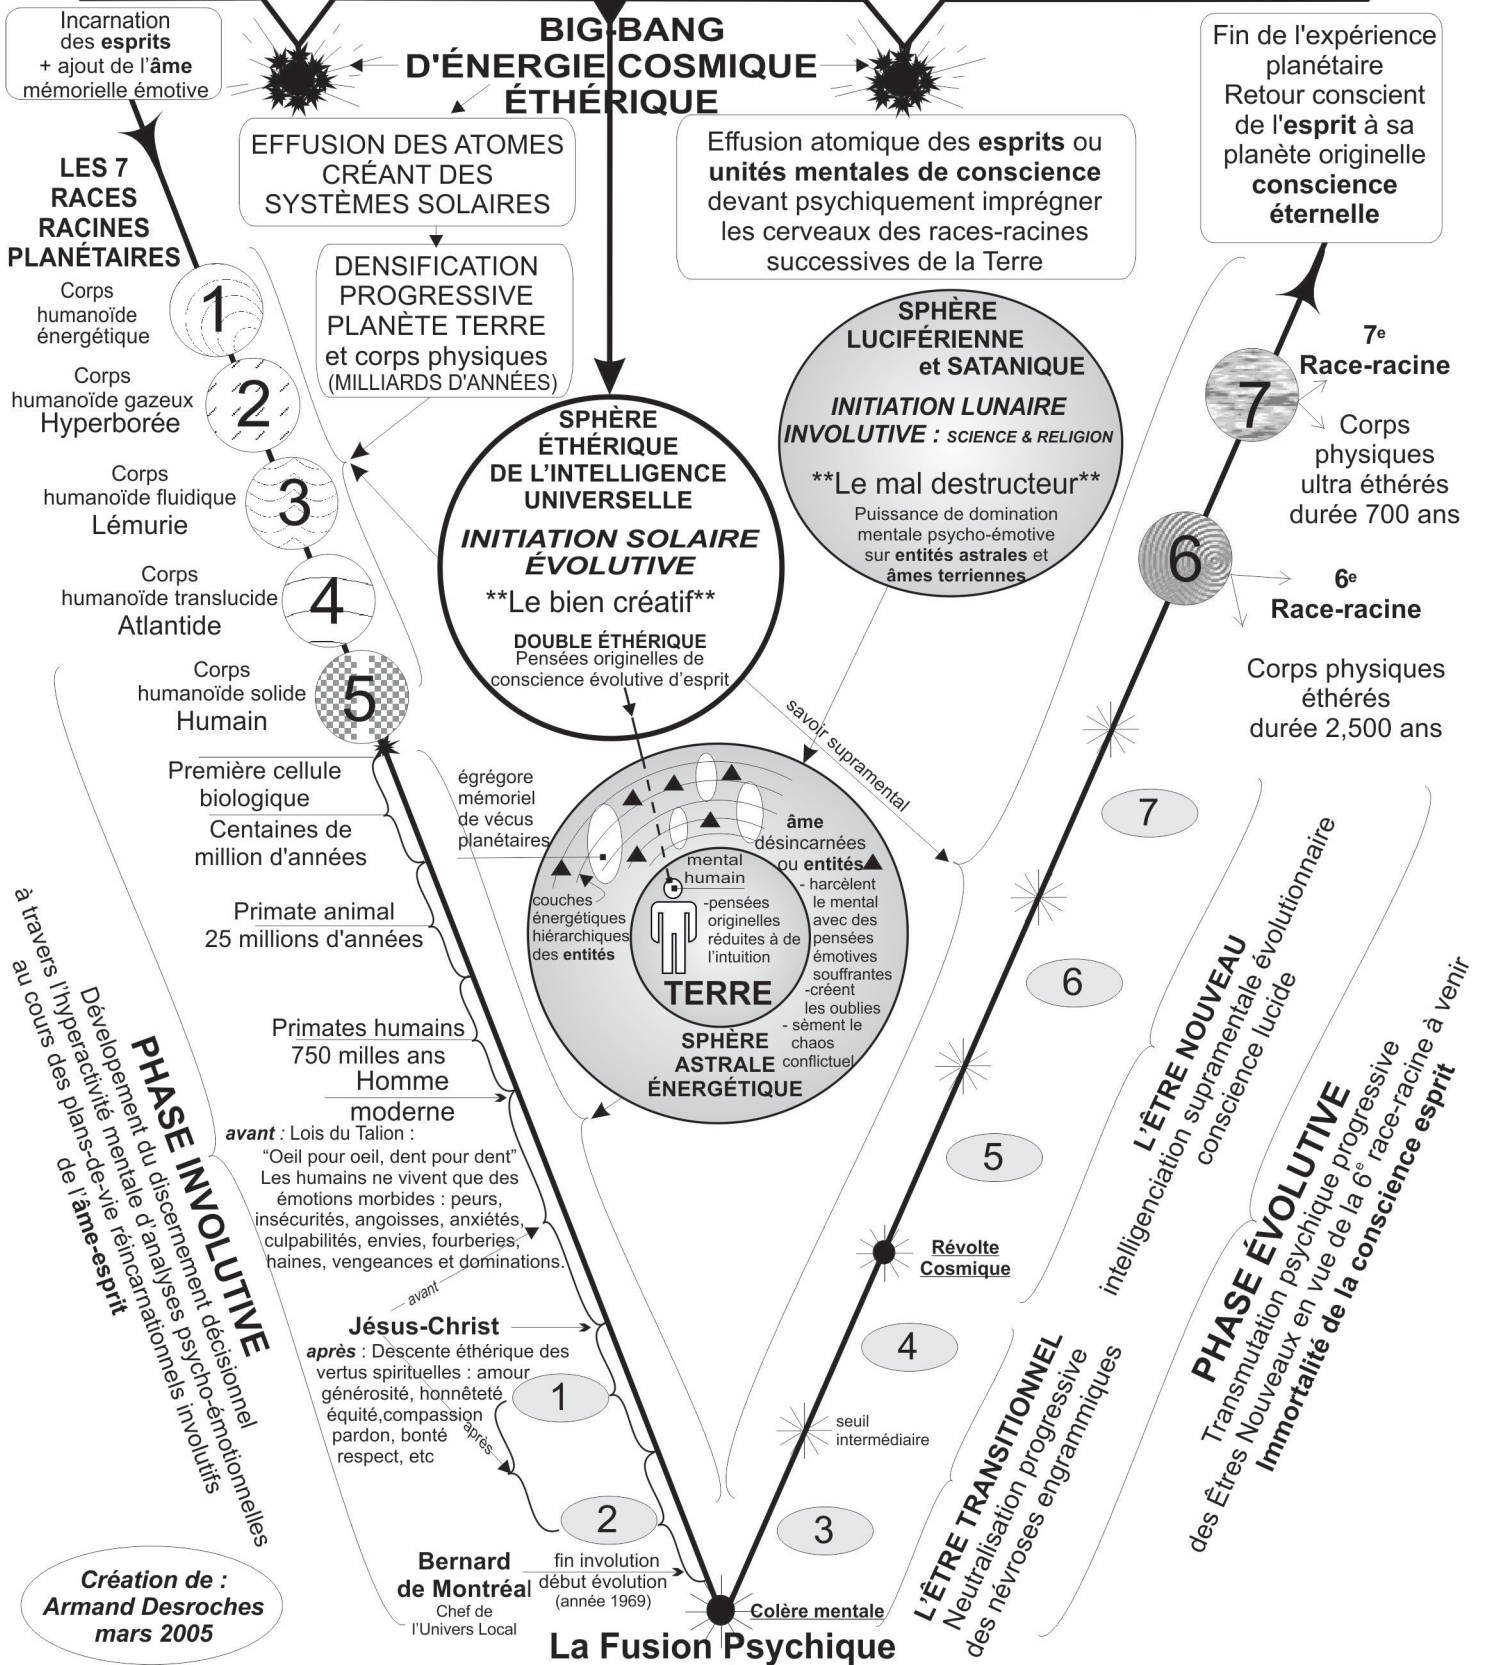 Incarnation
des esprits
+ ajout de l'âme
mémorielle émotive
BIG-BANG
D'ÉNERGIE COSMIQUE
ÉTHÉRIQUE
EFFUSION DES ATOMES
CRÉANT DES
SYSTÈMES SOLAIRES
DENSIFICATION
PROGRESSIVE
PLANÈTE TERRE
et corps physiques
(MILLIARDS D'ANNÉES)
Effusion atomique des esprits ou
unités mentales de conscience
devant psychiquement imprégner
les cerveaux des races-racines
successives de la Terre
Fin de l'expérience
planétaire
Retour conscient
de l'esprit à sa
planète originelle
conscience
éternelle
LES 7
RACES
RACINES
PLANÉTAIRES
Corps
humanoïde
énergétique
1
Corps
humanoïde gazeux
Hyperborée
2
Corps
humanoïde fluidique
Lémurie
3
Corps
humanoïde translucide
Atlantide
4
Corps
humanoïde solide
Humain
5
SPHÈRE
ÉTHÉRIQUE
DE L'INTELLIGENCE
UNIVERSELLE
INITIATION SOLAIRE
ÉVOLUTIVE
**Le bien créatif**
DOUBLE ÉTHÉRIQUE
Pensées originelles de
conscience évolutive d'esprit
SPHÈRE
LUCIFÉRIENNE
et SATANIQUE
INITIATION LUNAIRE
INVOLUTIVE : SCIENCE & RELIGION
**Le mal destructeur**
Puissance de domination
mentale psycho-émotive
sur entités astrales et
âmes terriennes
savoir supramental
7
7e
Race-racine
Corps
physiques
ultra éthérés
durée 700 ans
6
6e
Race-racine
Corps physiques
éthérés
durée 2,500 ans
Première cellule
biologique
Centaines de
million d'années
Primate animal
25 millions d'années
Primates humains
750 milles ans
Homme
moderne
avant : Lois du Talion :
“Oeil pour oeil, dent pour dent”
Les humains ne vivent que des
émotions morbides : peurs,
insécurités, angoisses, anxiétés,
culpabilités, envies, fourberies,
haines, vengeances et dominations.
avant
Jésus-Christ
après : Descente éthérique des
vertus spirituelles : amour
générosité, honnêteté
équité,compassion
pardon, bonté
respect, etc
après
1
2
Bernard
de Montréal
Chef de
l'Univers Local
fin involution
début évolution
(année 1969)
égrégore
mémoriel
de vécus
planétaires
couches
énergétiques
hiérarchiques
des entités
mental
humain
-pensées
originelles
réduites à de
l'intuition
TERRE
âme
désincarnées
ou entités
- harcèlent
le mental
avec des
pensées
émotives
souffrantes
-créent
les oublies
- sèment le
chaos
conflictuel
SPHÈRE
ASTRALE
ÉNERGÉTIQUE
7
6
5
Révolte
Cosmique
4
seuil
intermédiaire
3
Colère mentale
La Fusion Psychique
PHASE INVOLUTIVE
Dévelopement du discernement décisionnel
à travers l'hyperactivité mentale d'analyses psycho-émotionnelles
au cours des plans-de-vie réincarnationnels involutifs
de l'âme-esprit
L'ÊTRE TRANSITIONNEL
Neutralisation progressive
des névroses engrammiques
L'ÊTRE NOUVEAU
intelligenciation supramentale évolutionnaire
conscience lucide
PHASE ÉVOLUTIVE
Transmutation psychique progressive
des Êtres Nouveaux en vue de la 6e race-racine à venir
Immortalité de la conscience esprit
Création de :
Armand Desroches
mars 2005